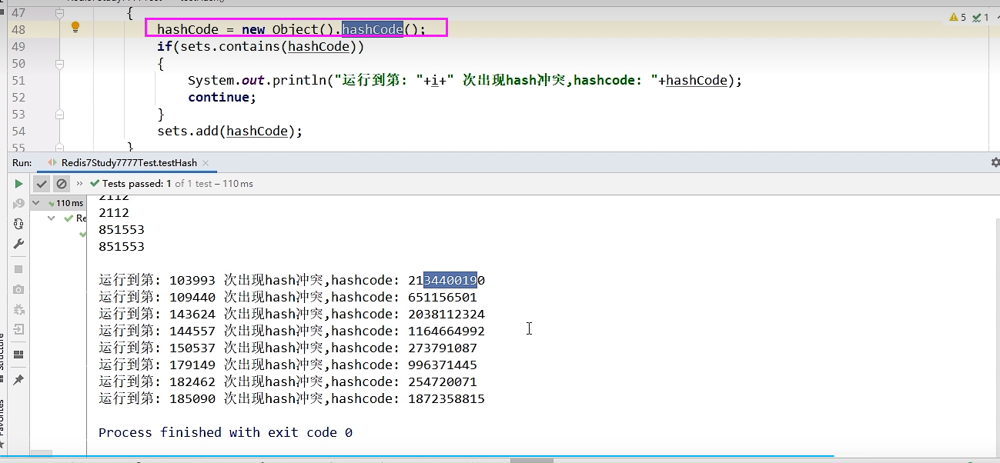 47 {
48 hashCode = new Object().hashCode();
49 if(sets.contains(hashCode))
50 {
51 System.out.println("运行到第: "+i+" 次出现hash冲突,hashcode: "+hashCode);
52 continue;
53 }
54 sets.add(hashCode);
55 }
5 1
Run: Redis7Study7777Test.testHash
Tests passed: 1 of 1 test – 110 ms
110 ms
Re
2112
2112
851553
851553
运行到第: 103993 次出现hash冲突,hashcode: 2134400190
运行到第: 109440 次出现hash冲突,hashcode: 651156501
运行到第: 143624 次出现hash冲突,hashcode: 2038112324
运行到第: 144557 次出现hash冲突,hashcode: 1164664992
运行到第: 150537 次出现hash冲突,hashcode: 273791087
运行到第: 179149 次出现hash冲突,hashcode: 996371445
运行到第: 182462 次出现hash冲突,hashcode: 254720071
运行到第: 185090 次出现hash冲突,hashcode: 1872358815
Process finished with exit code 0